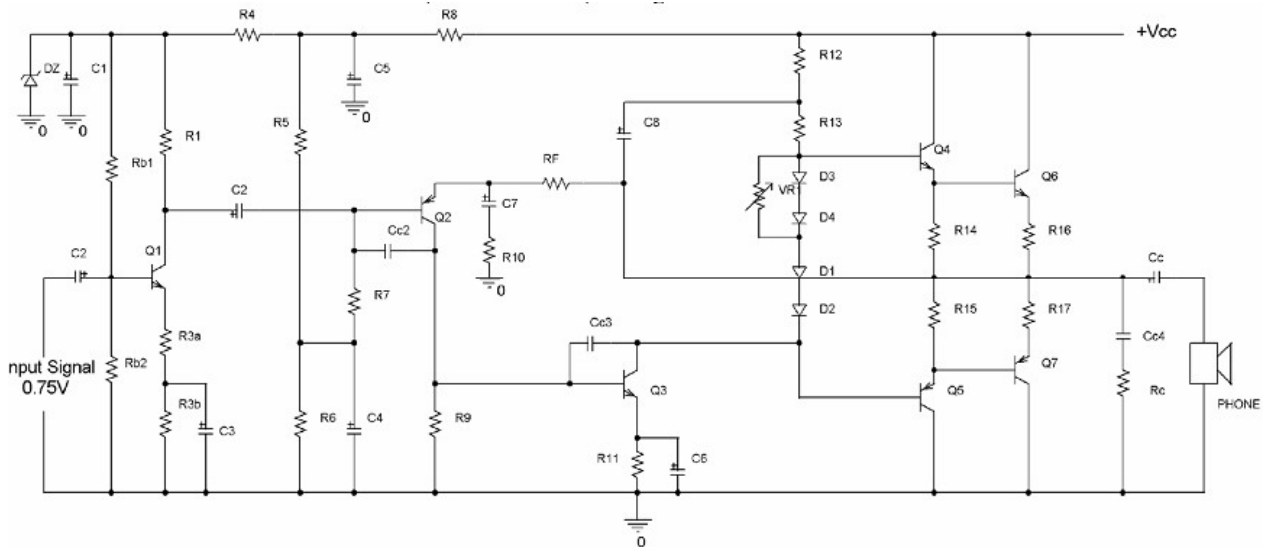 R4
R8
+Vcc
DZ
C1
C5
R12
0
0
0
R1
R5
C8
R13
Rb1
RF
Q4
D3
VR1
Q6
C2
C7
D4
Q2
R14
R16
Cc2
Q1
C2
R10
D1
Cc
0
R7
D2
R15
R17
R3a
Cc3
Cc4
nput Signal
0.75V
Rb2
Q3
Q7
Q5
Rc
R3b
R6
C4
R9
PHONE
C3
R11
C6
0